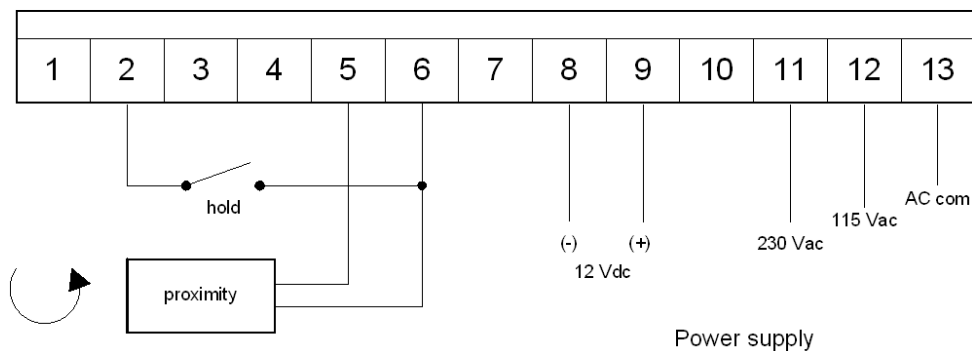 1 2 3 4 5 6 7 8 9 10 11 12 13
hold
AC com
115 Vac
(-) (+)
230 Vac
12 Vdc
proximity
Power supply